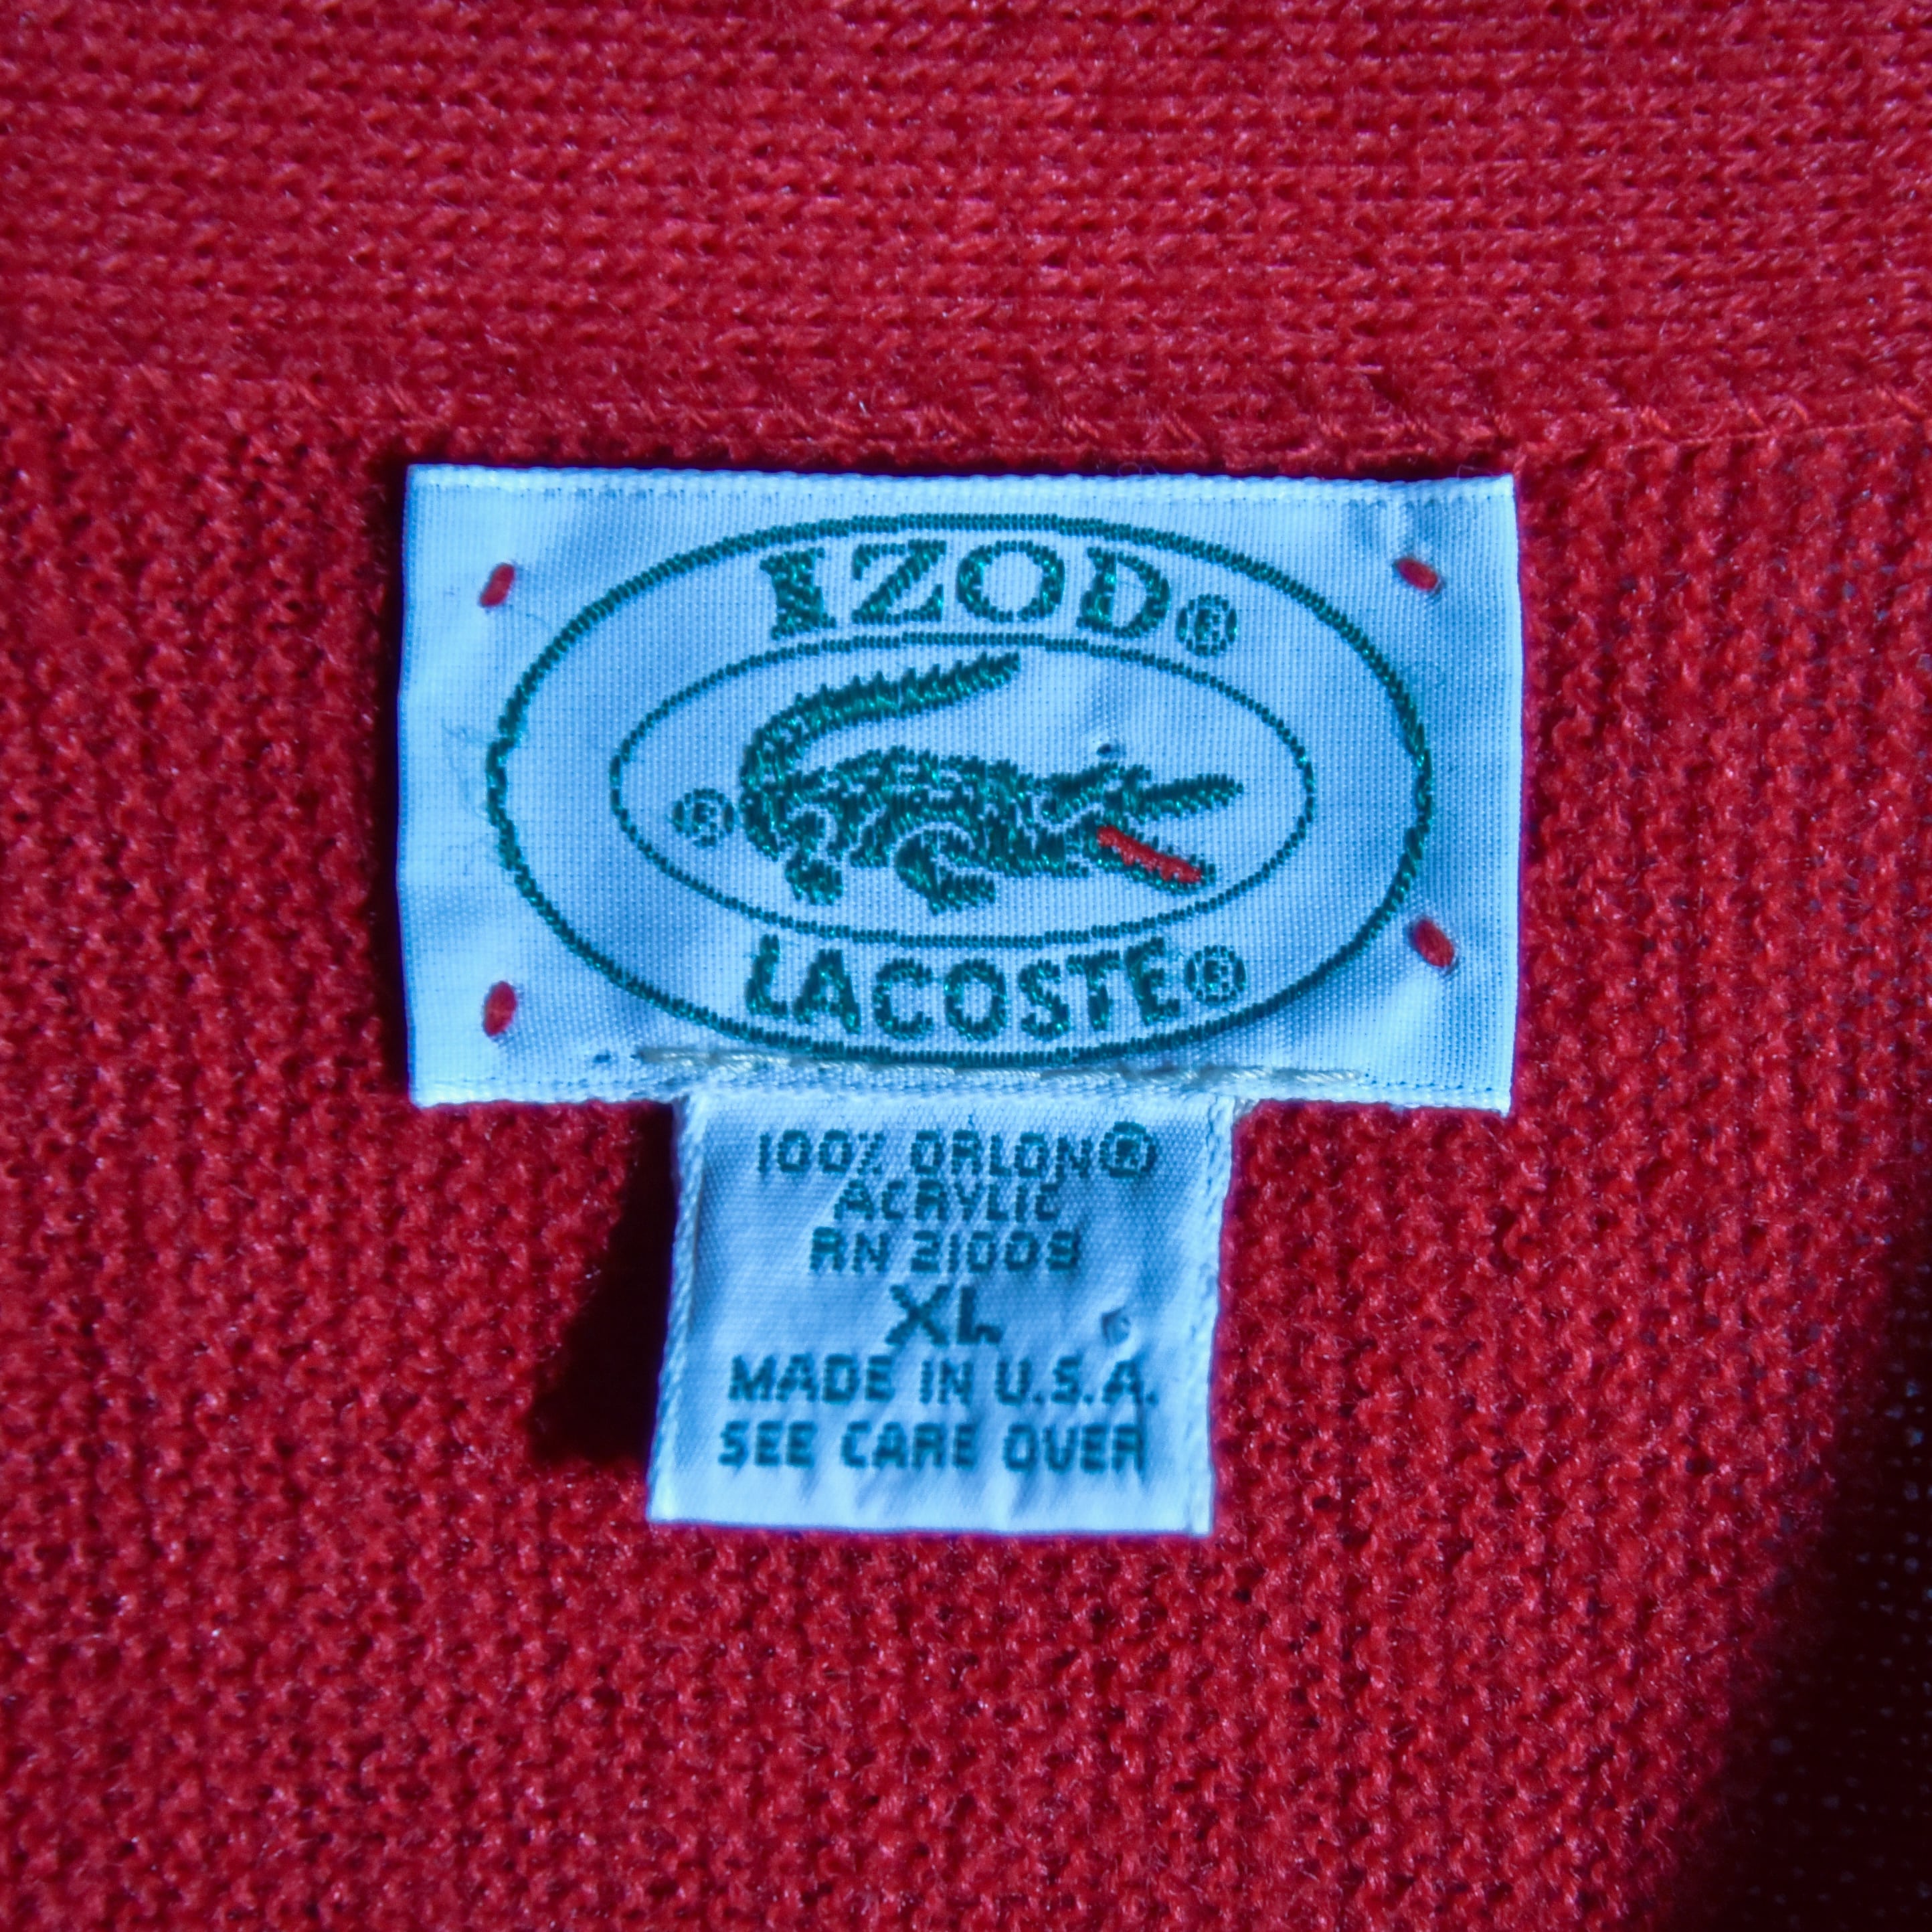 IZOD®
®
LACOSTE®
100% ORLON®
ACRYLIC
RN 21009
XL
MADE IN U.S.A.
SEE CARE OVER